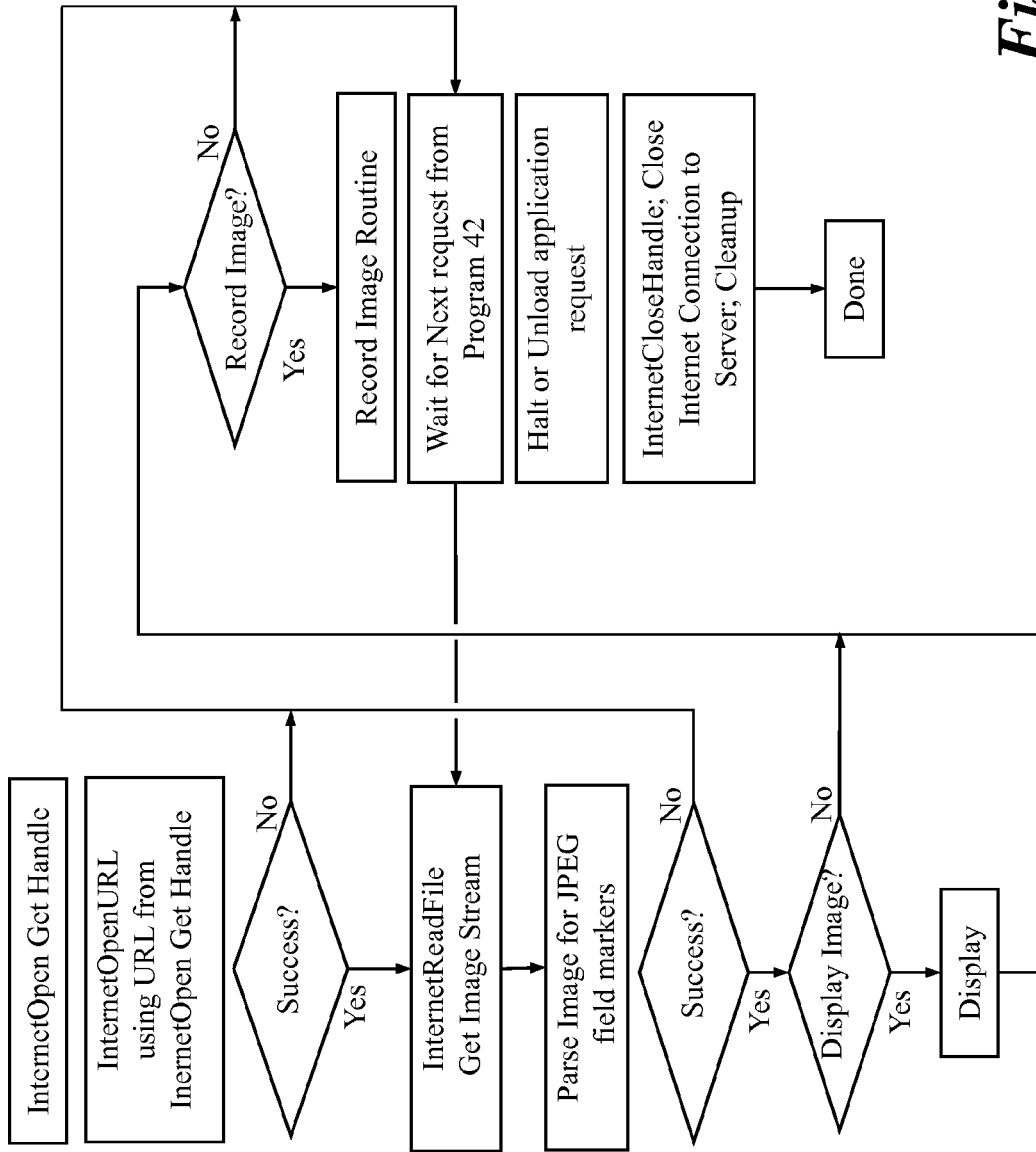 InternetOpen Get Handle
InternetOpenURL
using URL from
InernetOpen Get Handle
Success?
No
Yes
InternetReadFile
Get Image Stream
Parse Image for JPEG
field markers
Success?
No
Yes
Display Image?
No
Yes
Display
Record Image?
No
Yes
Record Image Routine
Wait for Next request from
Program 42
Halt or Unload application
request
InternetCloseHandle; Close
Internet Connection to
Server; Cleanup
Done
Fi